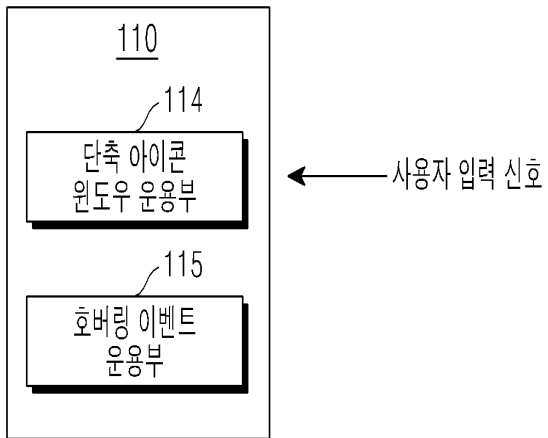 110
114
단축 아이콘
윈도우 운용부
사용자 입력 신호
115
호버링 이벤트
운용부